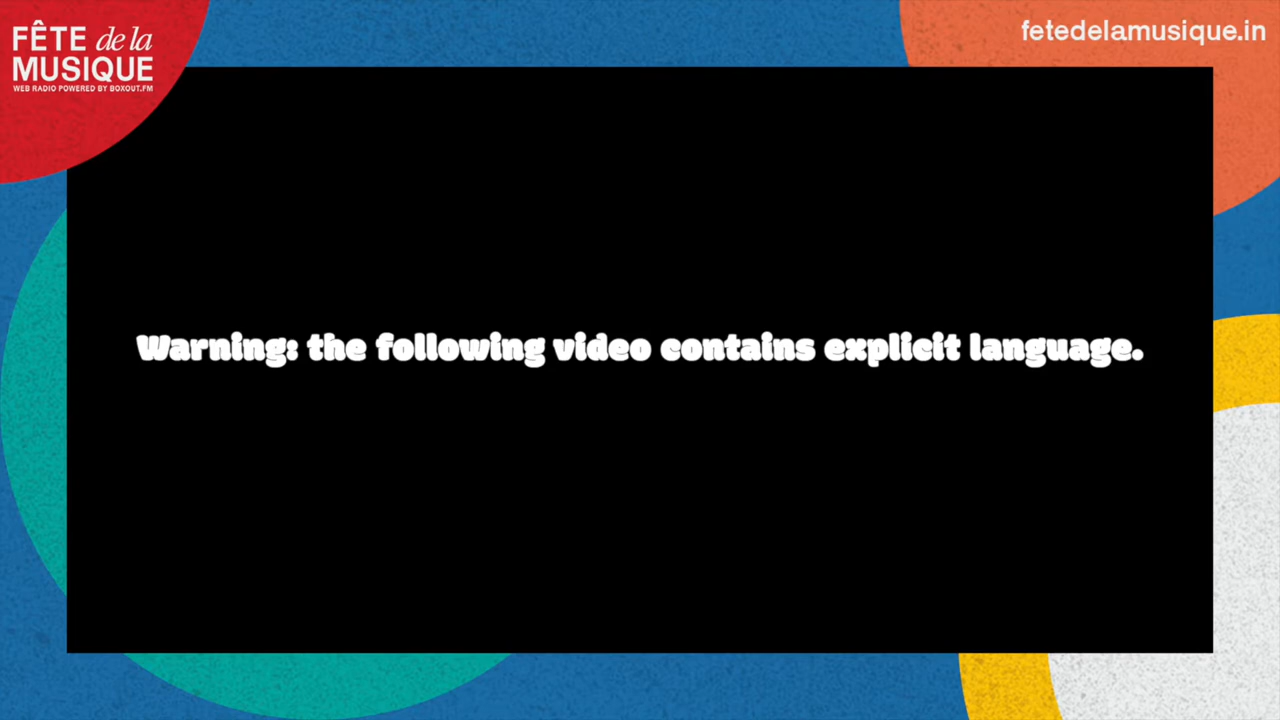 FÊTE de la
MUSIQUE
WEB RADIO POWERED BY BOXOUT.FM
fetedelamusique.in
Warning: the following video contains explicit language.